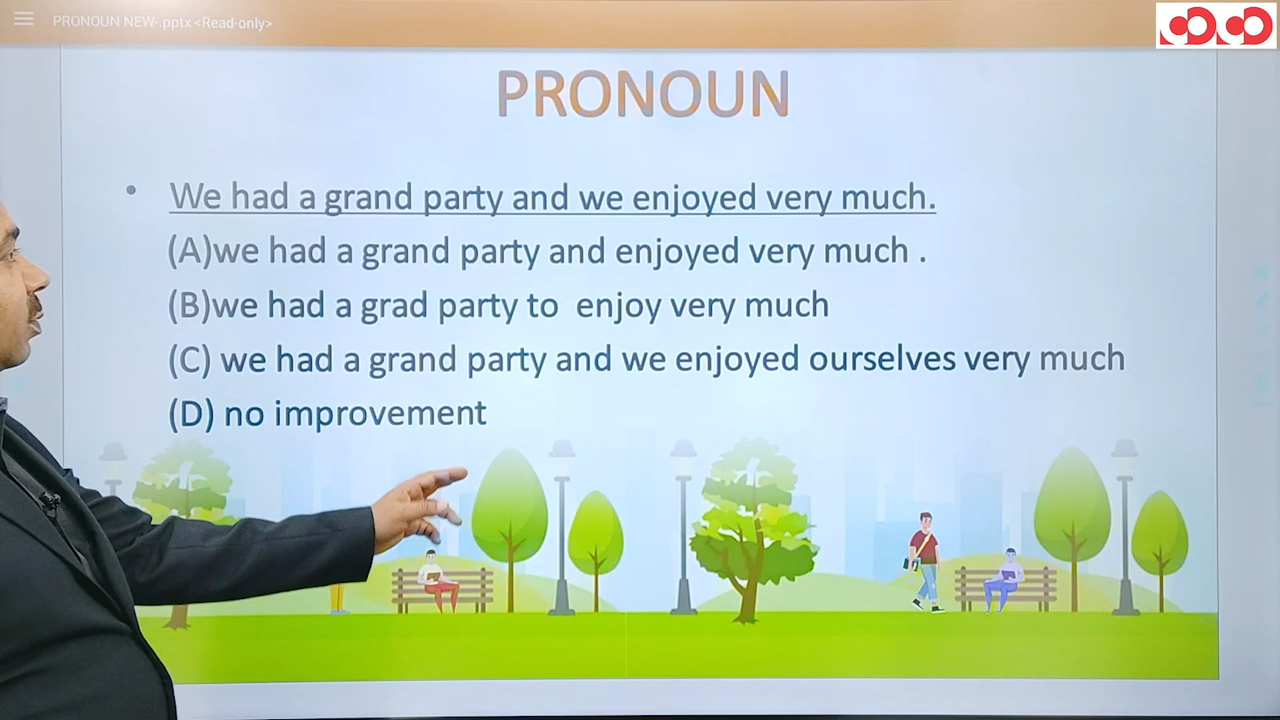 PRONOUN NEW-.pptx <Read-only>
PRONOUN
• We had a grand party and we enjoyed very much.
(A)we had a grand party and enjoyed very much .
(B)we had a grad party to enjoy very much
(C) we had a grand party and we enjoyed ourselves very much
(D) no improvement